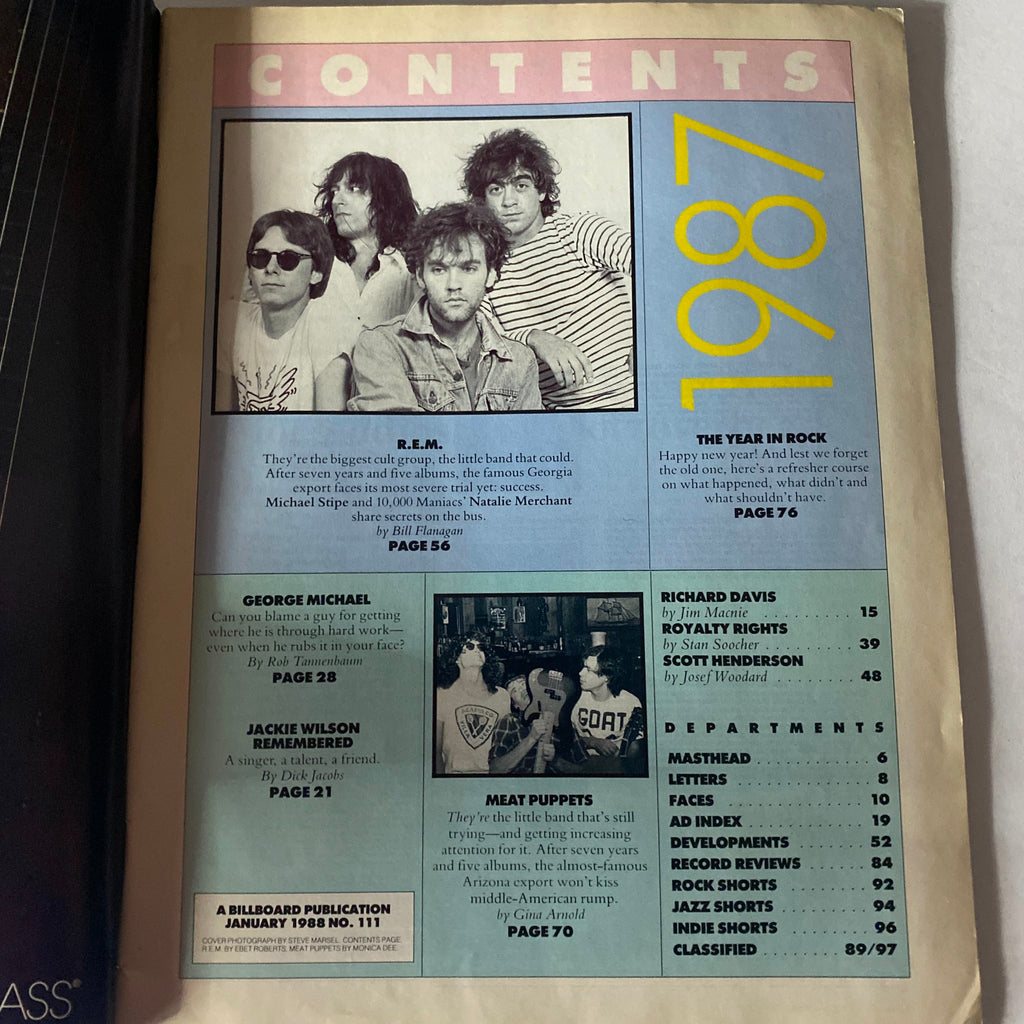 CONTENTS
1987
R.E.M.
They're the biggest cult group, the little band that could.
After seven years and five albums, the famous Georgia
export faces its most severe trial yet: success.
Michael Stipe and 10,000 Maniacs' Natalie Merchant
share secrets on the bus.
by Bill Flanagan
PAGE 56
THE YEAR IN ROCK
Happy new year! And lest we forget
the old one, here's a refresher course
on what happened, what didn't and
what shouldn't have.
PAGE 76
GEORGE MICHAEL
Can you blame a guy for getting
where he is through hard work—
even when he rubs it in your face?
By Rob Tannenbaum
PAGE 28
JACKIE WILSON
REMEMBERED
A singer, a talent, a friend.
By Dick Jacobs
PAGE 21
GOAT
MEAT PUPPETS
They're the little band that's still
trying—and getting increasing
attention for it. After seven years
and five albums, the almost-famous
Arizona export won't kiss
middle-American rump.
by Gina Arnold
PAGE 70
RICHARD DAVIS
by Jim Macnie . . . . . . . . . 15
ROYALTY RIGHTS
by Stan Soocher . . . . . . . . . 39
SCOTT HENDERSON
by Josef Woodard . . . . . . . . 48
DEPARTMENTS
MASTHEAD . . . . . . . . . . . 6
LETTERS . . . . . . . . . . . . 8
FACES . . . . . . . . . . . . 10
AD INDEX . . . . . . . . . . . 19
DEVELOPMENTS . . . . . . . 52
RECORD REVIEWS . . . . . . 84
ROCK SHORTS . . . . . . . . 92
JAZZ SHORTS . . . . . . . . . 94
INDIE SHORTS . . . . . . . . 96
CLASSIFIED . . . . . . . . 89/97
A BILLBOARD PUBLICATION
JANUARY 1988 NO. 111
COVER PHOTOGRAPH BY STEVE MARSEL. CONTENTS PAGE:
R.E.M. BY EBET ROBERTS, MEAT PUPPETS BY MONICA DEE.
ASS®